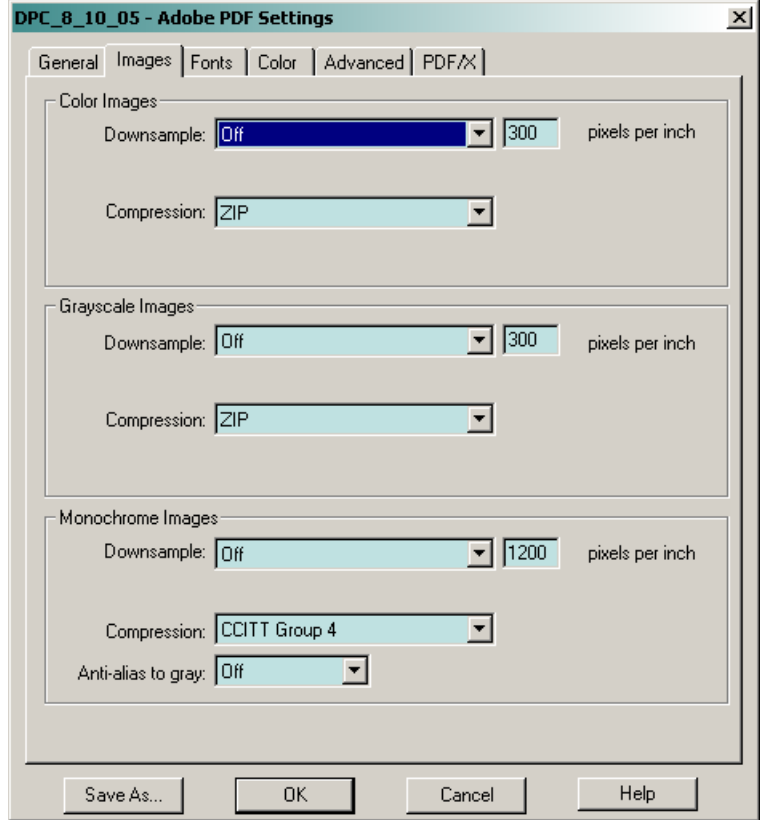 DPC_8_10_05 - Adobe PDF Settings
General Images Fonts Color Advanced PDF/X
Color Images
Downsample: Off 300 pixels per inch
Compression: ZIP
Grayscale Images
Downsample: Off 300 pixels per inch
Compression: ZIP
Monochrome Images
Downsample: Off 1200 pixels per inch
Compression: CCITT Group 4
Anti-alias to gray: Off
Save As... OK Cancel Help